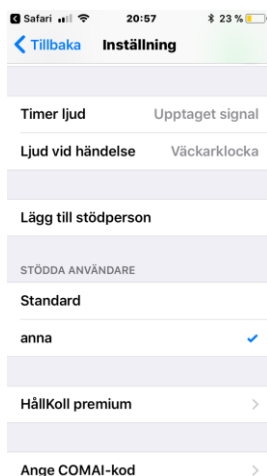 Safari 20:57 23 %
Tillbaka Inställning
Timer ljud Upptaget signal
Ljud vid händelse Väckarklocka
Lägg till stödperson
STÖDDA ANVÄNDARE
Standard
anna
HållKoll premium
Ange COMAI-kod